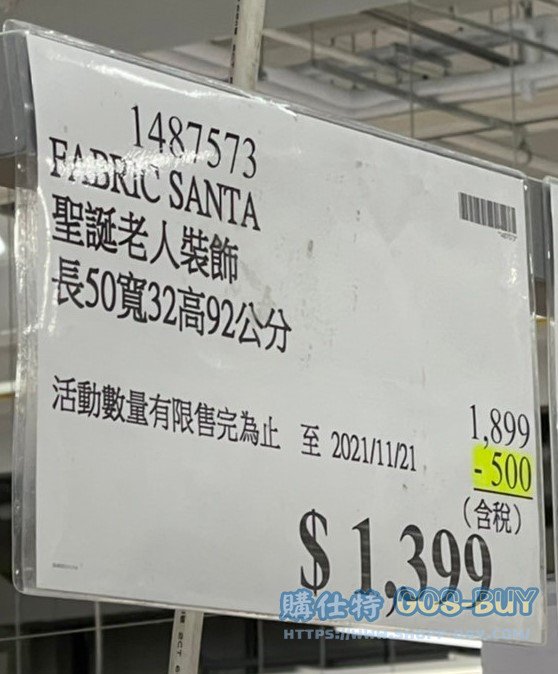 1487573
FABRIC SANTA
聖誕老人裝飾
長50寬32高92公分
活動數量有限售完為止 至 2021/11/21
1,899
- 500
(含稅)
$ 1,399
購仕特 GOS-BUY